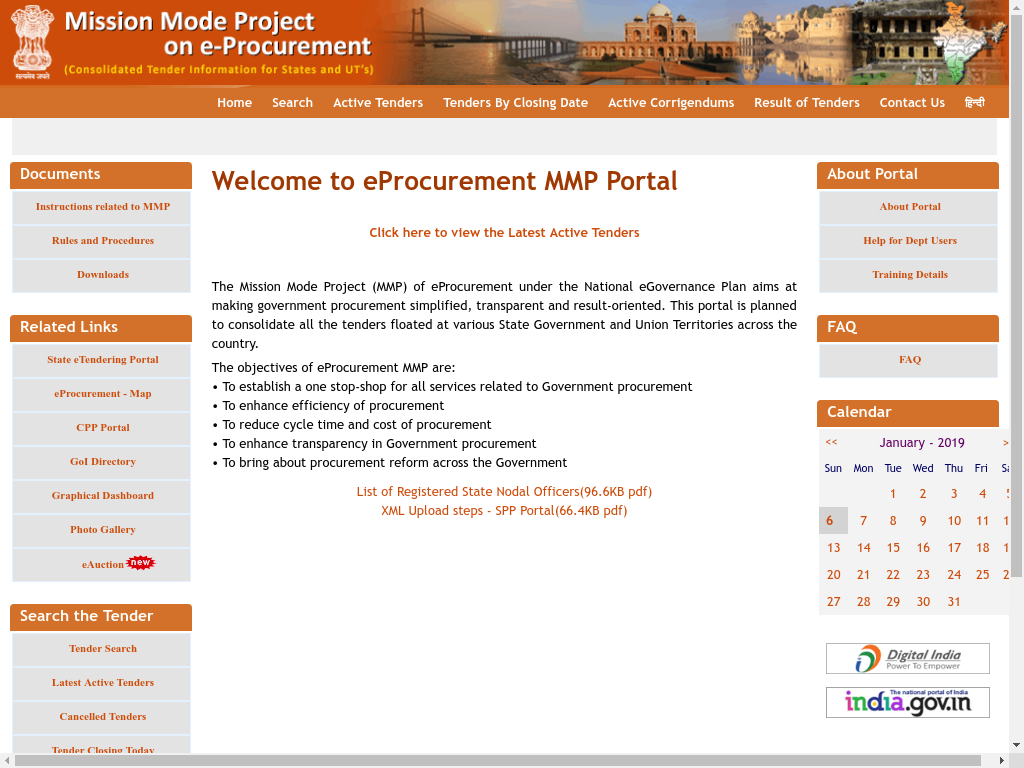 Mission Mode Project
on e-Procurement
(Consolidated Tender Information for States and UT's)
सत्यमेव जयते
Home Search Active Tenders Tenders By Closing Date Active Corrigendums Result of Tenders Contact Us हिन्दी
Documents
Instructions related to MMP
Rules and Procedures
Downloads
Related Links
State eTendering Portal
eProcurement - Map
CPP Portal
GoI Directory
Graphical Dashboard
Photo Gallery
eAuction new
Search the Tender
Tender Search
Latest Active Tenders
Cancelled Tenders
Tender Closing Today
Welcome to eProcurement MMP Portal
Click here to view the Latest Active Tenders
The Mission Mode Project (MMP) of eProcurement under the National eGovernance Plan aims at
making government procurement simplified, transparent and result-oriented. This portal is planned
to consolidate all the tenders floated at various State Government and Union Territories across the
country.
The objectives of eProcurement MMP are:
• To establish a one stop-shop for all services related to Government procurement
• To enhance efficiency of procurement
• To reduce cycle time and cost of procurement
• To enhance transparency in Government procurement
• To bring about procurement reform across the Government
List of Registered State Nodal Officers(96.6KB pdf)
XML Upload steps - SPP Portal(66.4KB pdf)
About Portal
About Portal
Help for Dept Users
Training Details
FAQ
FAQ
Calendar
<< January - 2019 >
Sun Mon Tue Wed Thu Fri
1 2 3 4
6 7 8 9 10 11
13 14 15 16 17 18
20 21 22 23 24 25
27 28 29 30 31
Digital India
Power To Empower
The national portal of India
india.gov.in